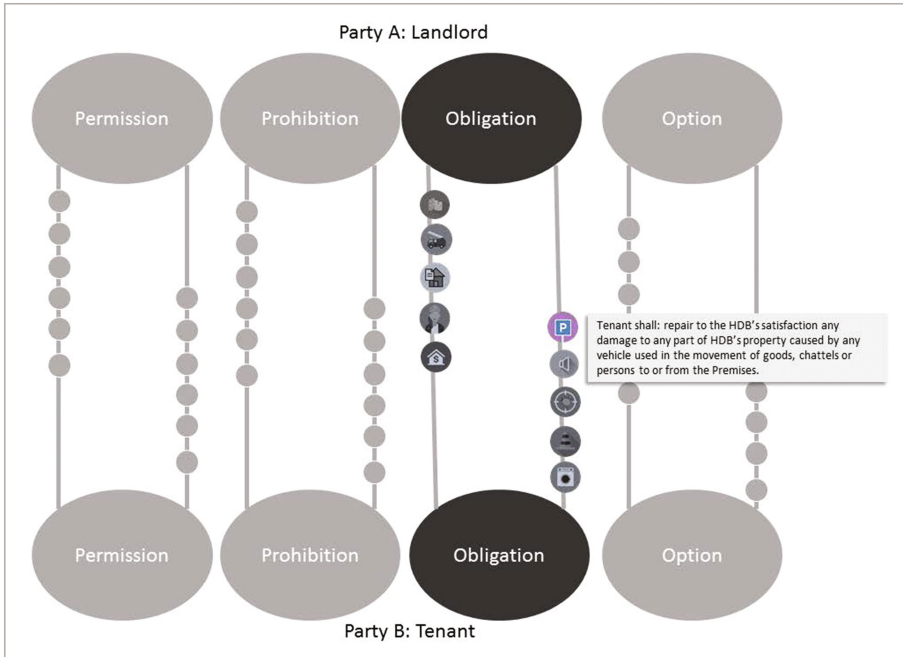 Party A: Landlord
Permission
Prohibition
Obligation
Option
P
Tenant shall: repair to the HDB's satisfaction any
damage to any part of HDB's property caused by any
vehicle used in the movement of goods, chattels or
persons to or from the Premises.
$
Permission
Prohibition
Obligation
Option
Party B: Tenant